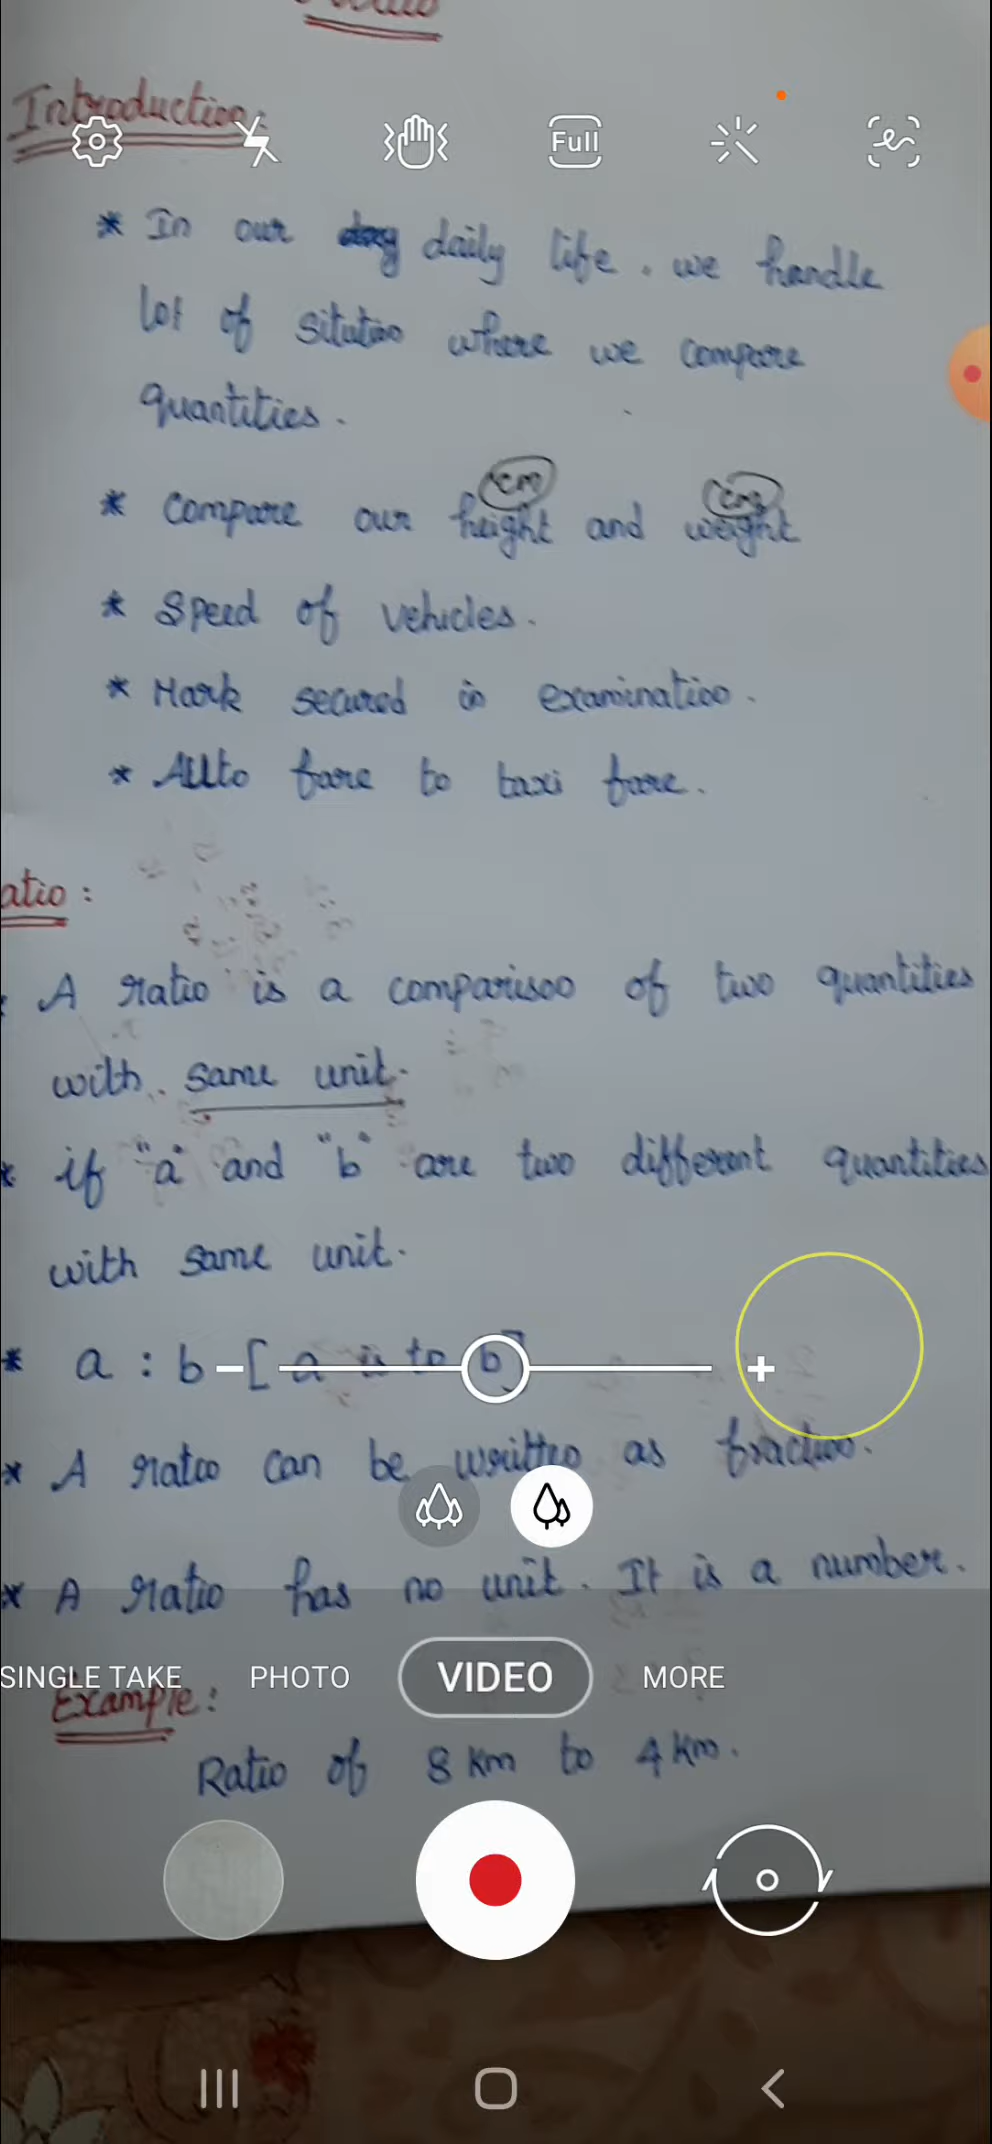 Introduction:
Full
* In our daily life. we handle
lot of situtio where we compare
quantities.
cm
cm
* Compare our height and weight
* Speed of vehicles.
* Mark secured in examination.
* Auto fare to taxi fare.
atio :
A ratio is a comparison of two quantities
with. same unit.
* if "a" and "b" are two different quantities
with same unit.
* a : b - [ a is to b ]
* A ratio can be written as fraction.
* A ratio has no unit. It is a number.
SINGLE TAKE PHOTO VIDEO MORE
Example :
Ratio of 8 km to 4 km.